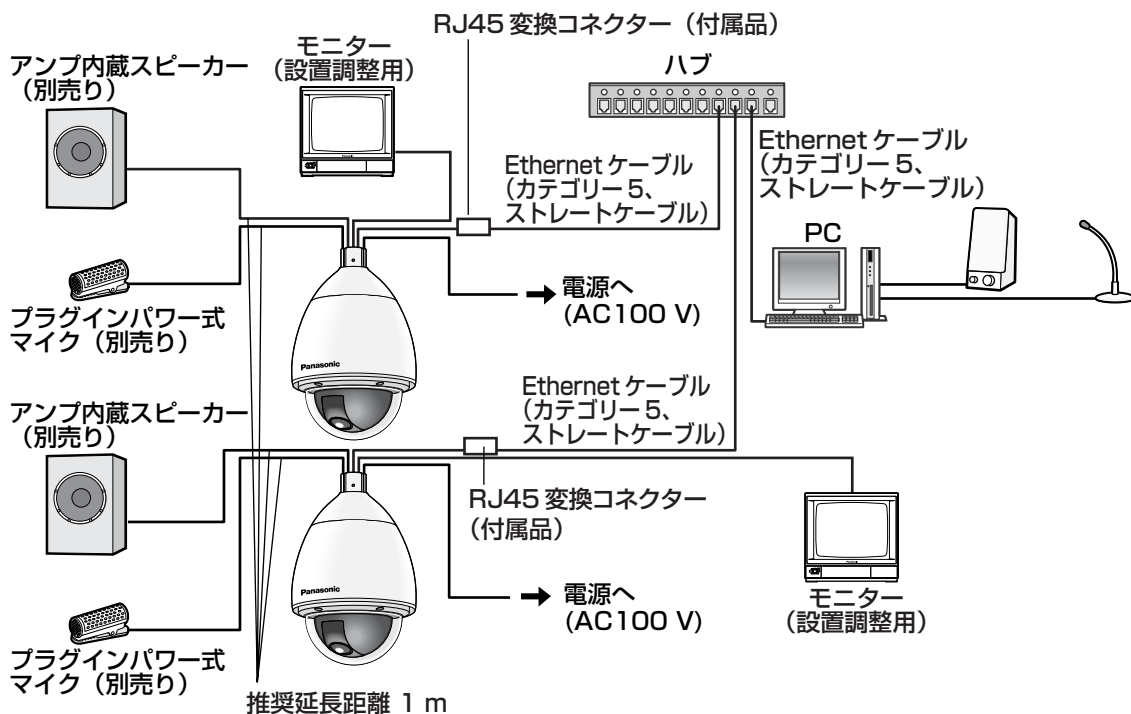 RJ45 変換コネクター（付属品）
モニター
（設置調整用）
アンプ内蔵スピーカー
（別売り）
ハブ
Ethernet ケーブル
（カテゴリー 5、
ストレートケーブル）
Ethernet ケーブル
（カテゴリー 5、
ストレートケーブル）
PC
プラグインパワー式
マイク（別売り）
電源へ
(AC100 V)
Panasonic
アンプ内蔵スピーカー
（別売り）
Ethernet ケーブル
（カテゴリー 5、
ストレートケーブル）
RJ45 変換コネクター
（付属品）
Panasonic
電源へ
(AC100 V)
モニター
（設置調整用）
プラグインパワー式
マイク（別売り）
推奨延長距離 1 m